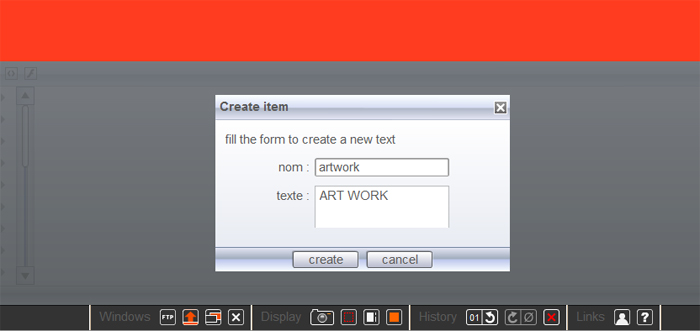 Create item
fill the form to create a new text
nom : artwork
texte : ART WORK
create cancel
Windows FTP Display History 01 Links ?